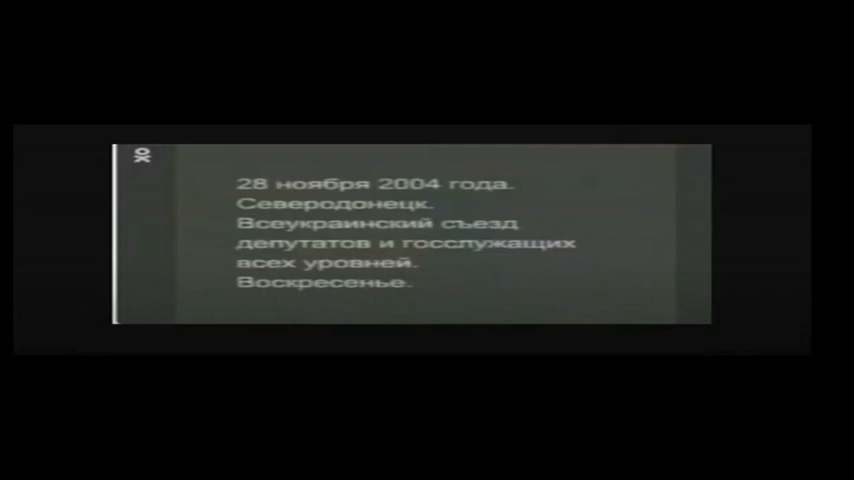 28 ноября 2004 года.
Северодонецк.
Всеукраинский съезд
депутатов и госслужащих
всех уровней.
Воскресенье.